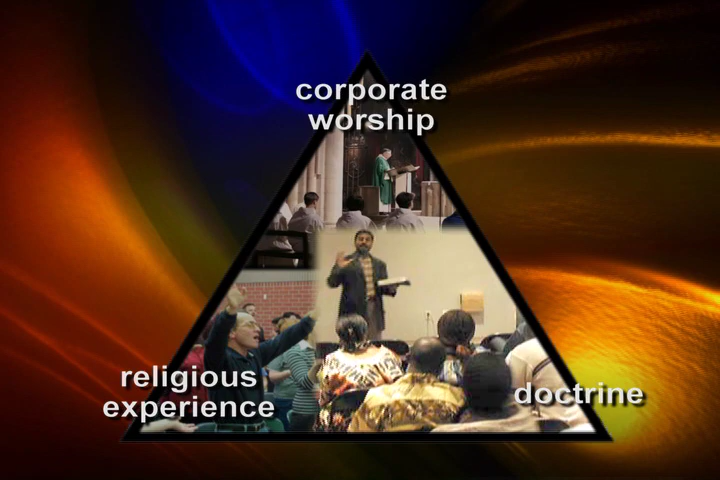 corporate
worship
religious
experience
doctrine